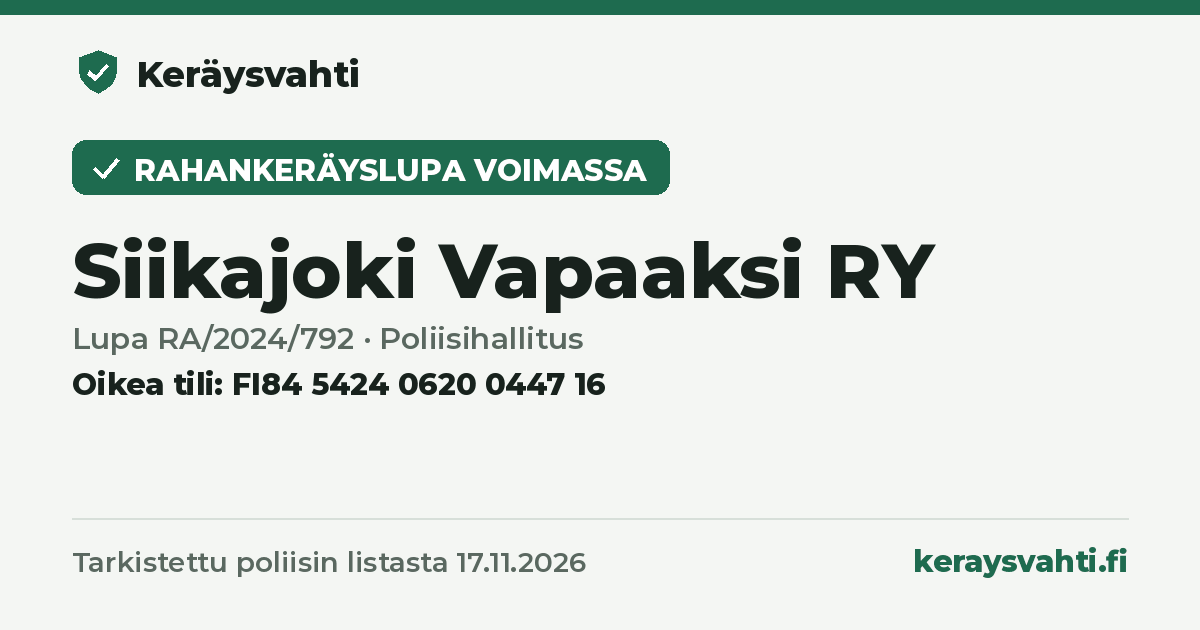 Keräysvahti
RAHANKERÄYSLUPA VOIMASSA
Siikajoki Vapaaksi RY
Lupa RA/2024/792 · Poliisihallitus
Oikea tili: FI84 5424 0620 0447 16
Tarkistettu poliisin listasta 17.11.2026
keraysvahti.fi